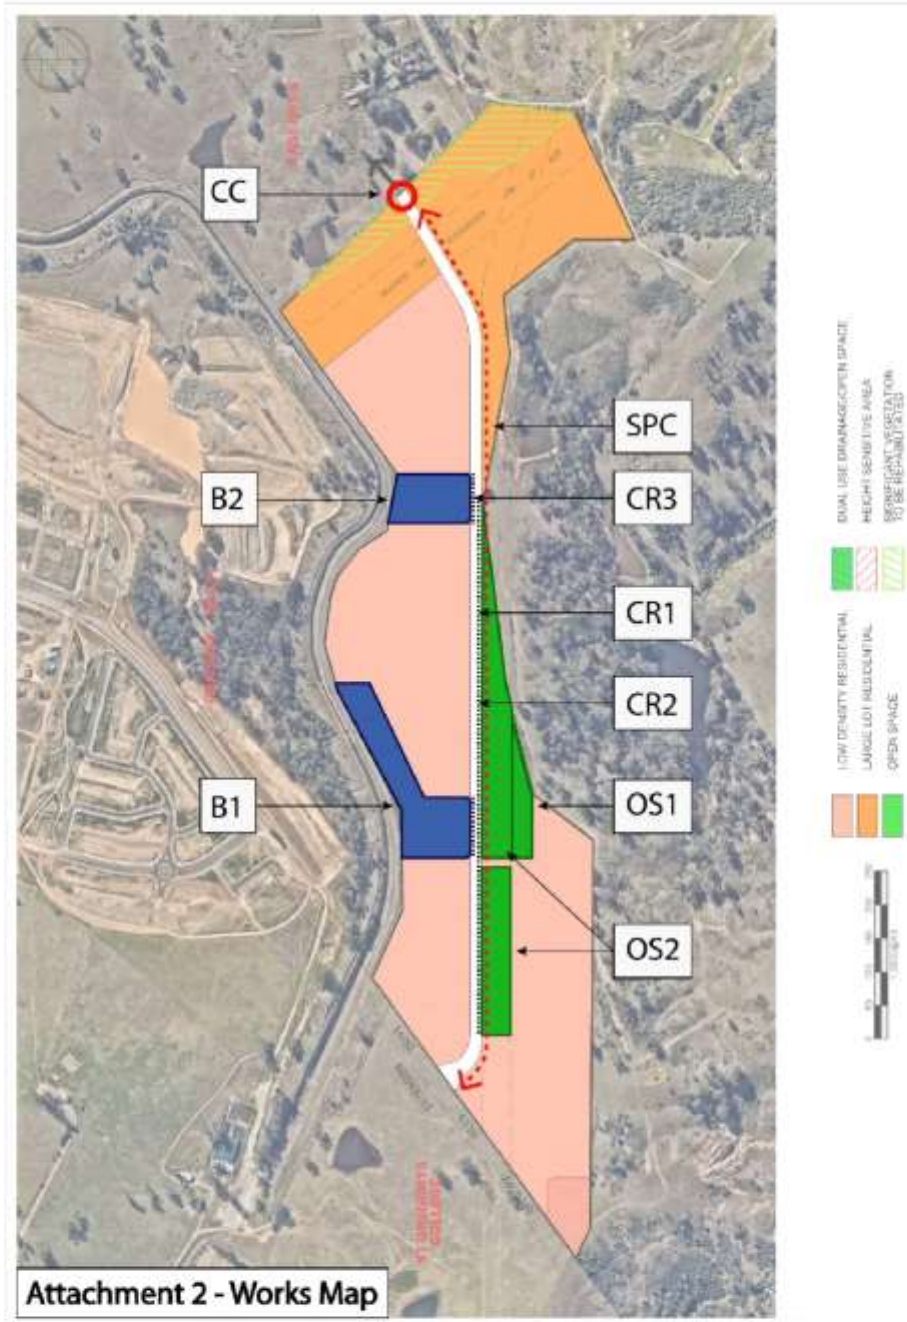 CC
SPC
B2
CR3
CR1
CR2
B1
OS1
OS2
Attachment 2 - Works Map
DUAL USE DRAINAGE/OPEN SPACE
HEIGHT SENSITIVE AREA
SIGNIFICANT VEGETATION
TO BE REHABILITATED
LOW DENSITY RESIDENTIAL
LARGE LOT RESIDENTIAL
OPEN SPACE